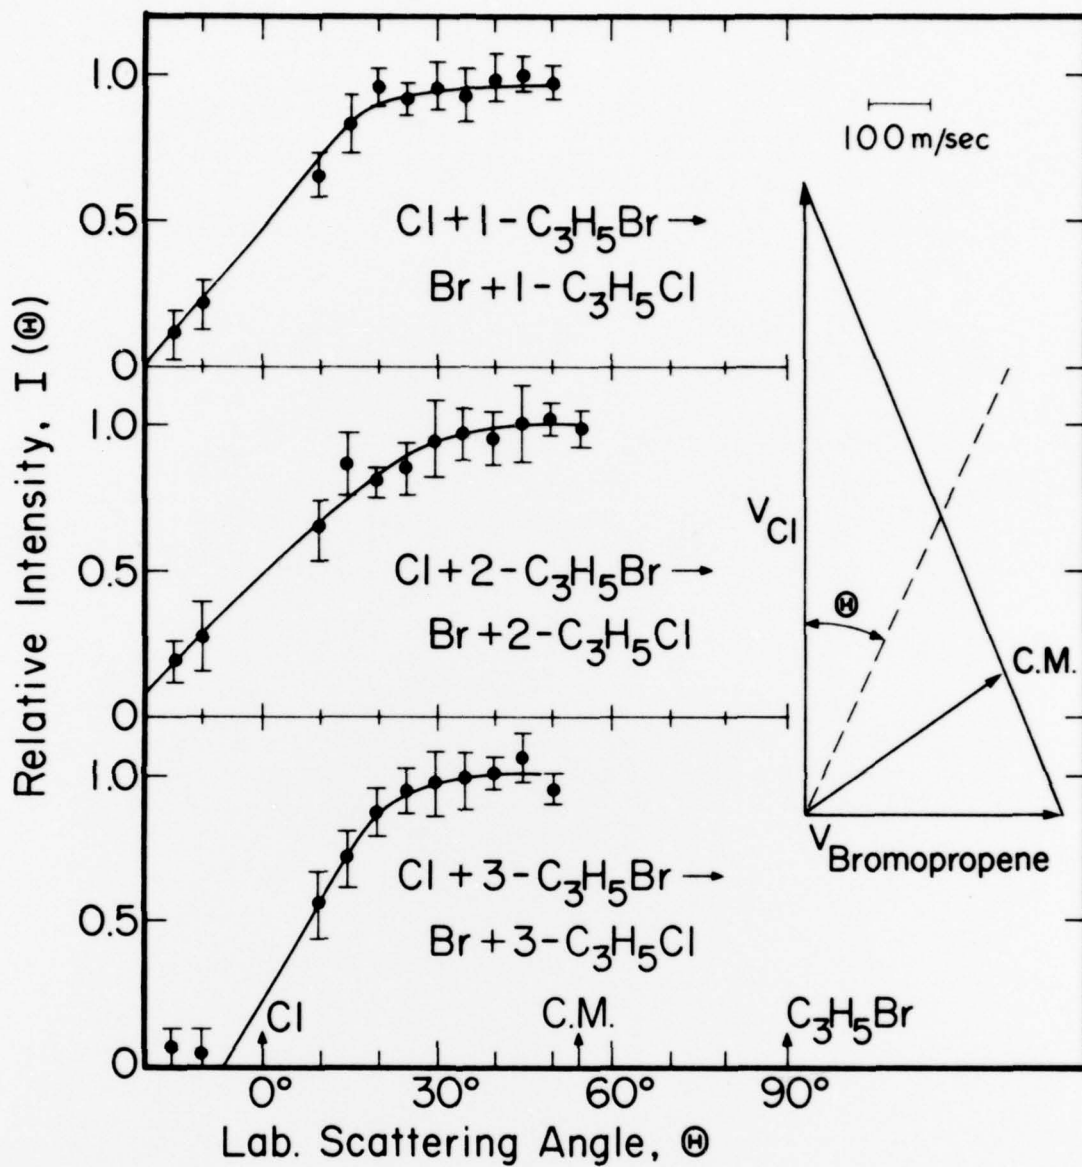 Relative Intensity, I (Θ)
1.0
0.5
0
Cl + 1-C₃H₅Br →
Br + 1-C₃H₅Cl
1.0
0.5
0
Cl + 2-C₃H₅Br →
Br + 2-C₃H₅Cl
1.0
0.5
0
Cl + 3-C₃H₅Br →
Br + 3-C₃H₅Cl
Cl
C.M.
C₃H₅Br
0°
30°
60°
90°
Lab. Scattering Angle, Θ
100 m/sec
V_Cl
Θ
C.M.
V_Bromopropene